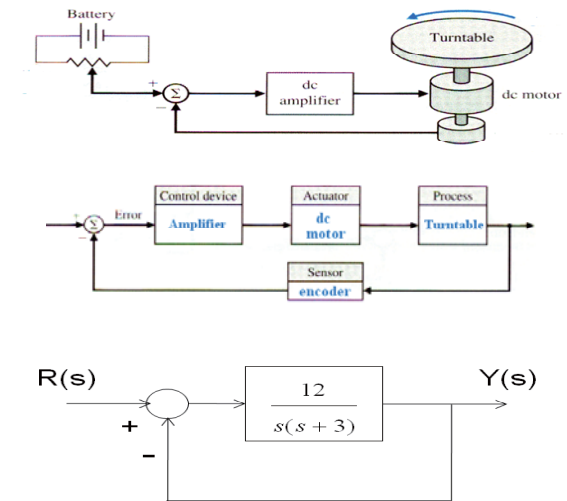 Battery
Turntable
+
Σ
−
dc
amplifier
dc motor
+
Σ
−
Error
Control device
Amplifier
Actuator
dc
motor
Process
Turntable
Sensor
encoder
R(s)
Y(s)
12
s(s + 3)
+
-